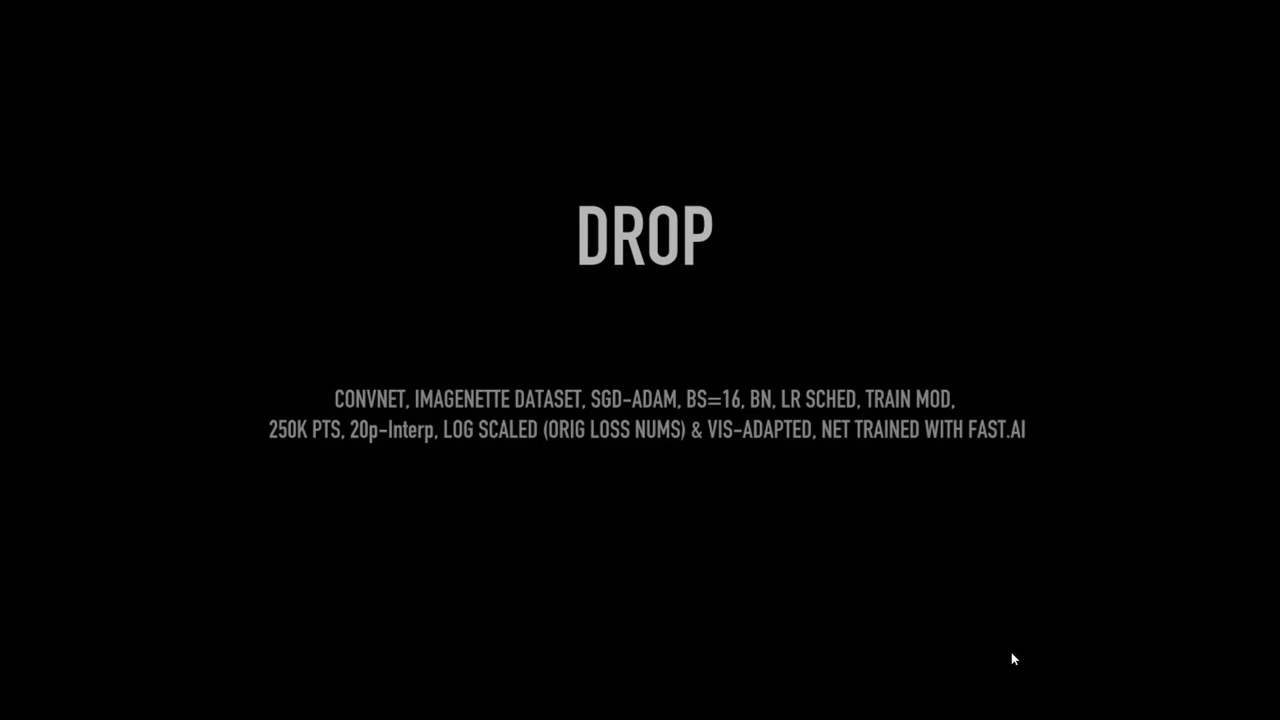 DROP
CONVNET, IMAGENETTE DATASET, SGD-ADAM, BS=16, BN, LR SCHED, TRAIN MOD,
250K PTS, 20p-Interp, LOG SCALED (ORIG LOSS NUMS) & VIS-ADAPTED, NET TRAINED WITH FAST.AI